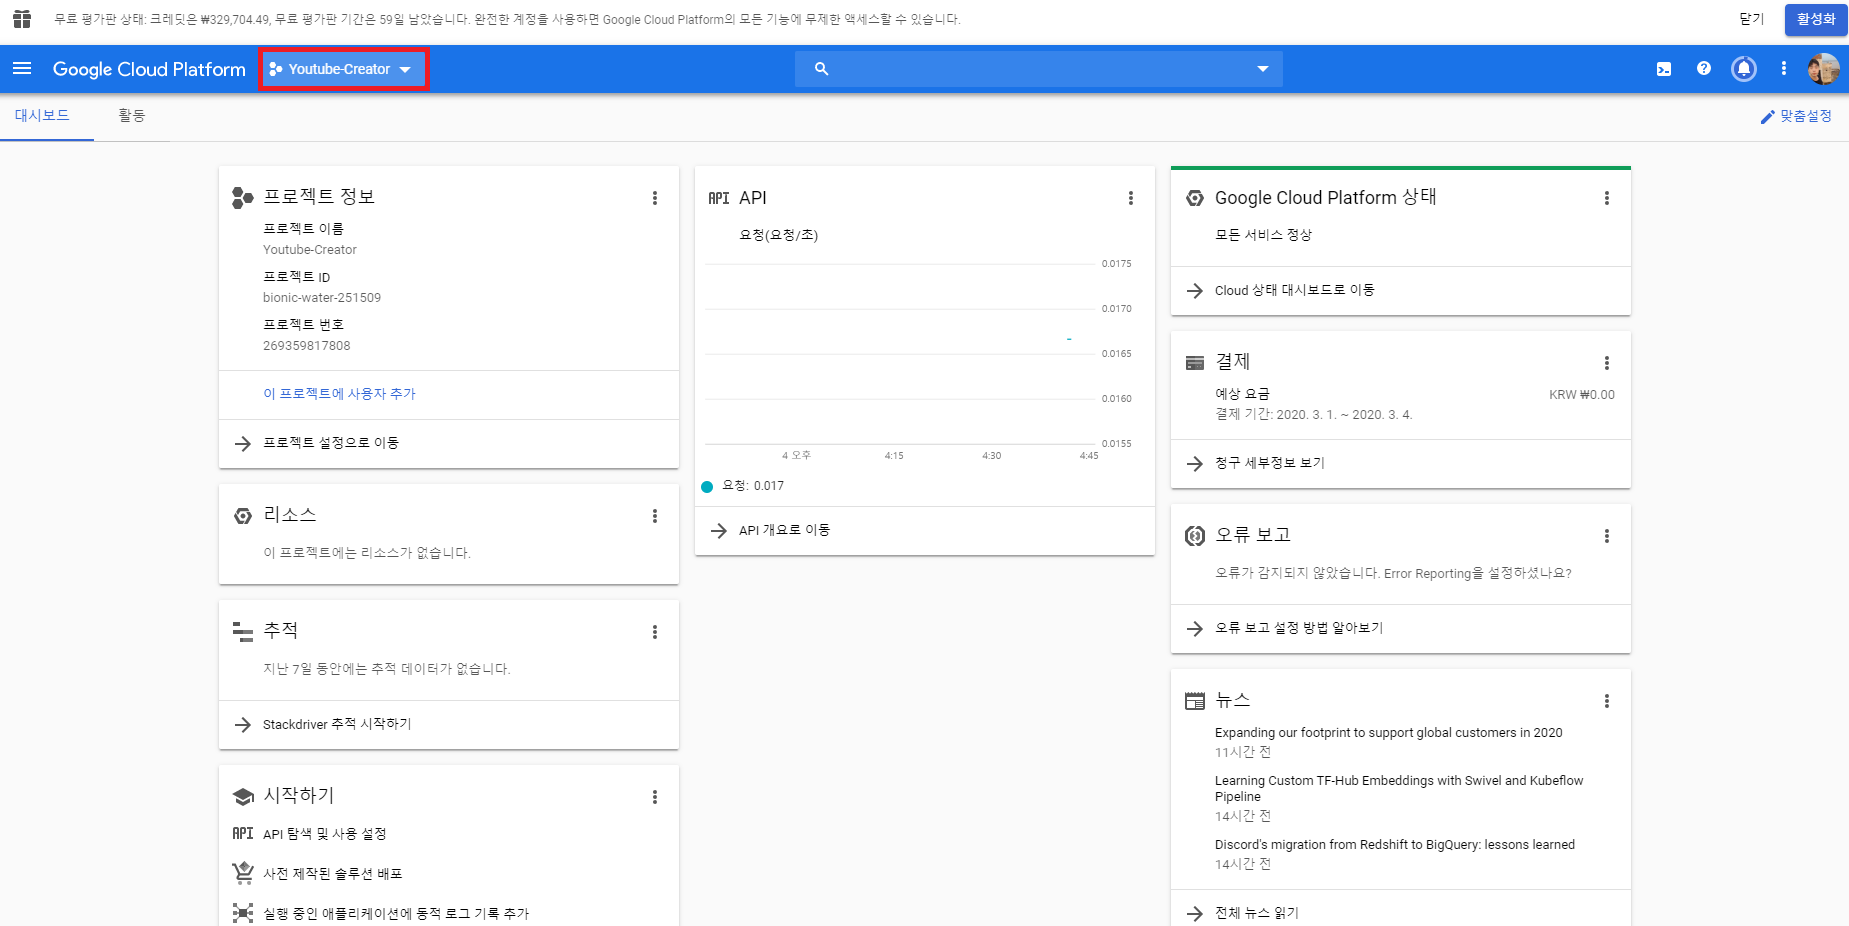 무료 평가판 상태: 크레딧은 ₩329,704.49, 무료 평가판 기간은 59일 남았습니다. 완전한 계정을 사용하면 Google Cloud Platform의 모든 기능에 무제한 액세스할 수 있습니다.
닫기
활성화
Google Cloud Platform
Youtube-Creator
대시보드
활동
맞춤설정
프로젝트 정보
프로젝트 이름
Youtube-Creator
프로젝트 ID
bionic-water-251509
프로젝트 번호
269359817808
이 프로젝트에 사용자 추가
프로젝트 설정으로 이동
리소스
이 프로젝트에는 리소스가 없습니다.
추적
지난 7일 동안에는 추적 데이터가 없습니다.
Stackdriver 추적 시작하기
시작하기
API API 탐색 및 사용 설정
사전 제작된 솔루션 배포
실행 중인 애플리케이션에 동적 로그 기록 추가
API API
요청(요청/초)
0.0175
0.0170
0.0165
0.0160
0.0155
4 오후
4:15
4:30
4:45
요청: 0.017
API 개요로 이동
Google Cloud Platform 상태
모든 서비스 정상
Cloud 상태 대시보드로 이동
결제
예상 요금
KRW ₩0.00
결제 기간: 2020. 3. 1. ~ 2020. 3. 4.
청구 세부정보 보기
오류 보고
오류가 감지되지 않았습니다. Error Reporting을 설정하셨나요?
오류 보고 설정 방법 알아보기
뉴스
Expanding our footprint to support global customers in 2020
11시간 전
Learning Custom TF-Hub Embeddings with Swivel and Kubeflow
Pipeline
14시간 전
Discord's migration from Redshift to BigQuery: lessons learned
14시간 전
전체 뉴스 읽기